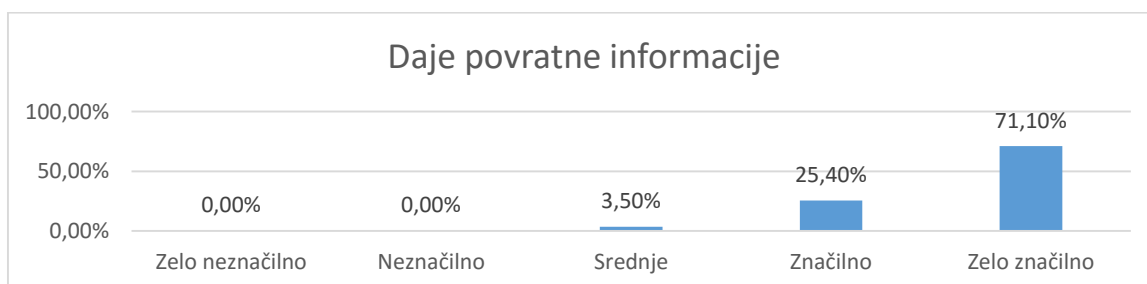 Daje povratne informacije
100,00%
50,00%
0,00%
0,00%
0,00%
3,50%
25,40%
71,10%
Zelo neznačilno
Neznačilno
Srednje
Značilno
Zelo značilno